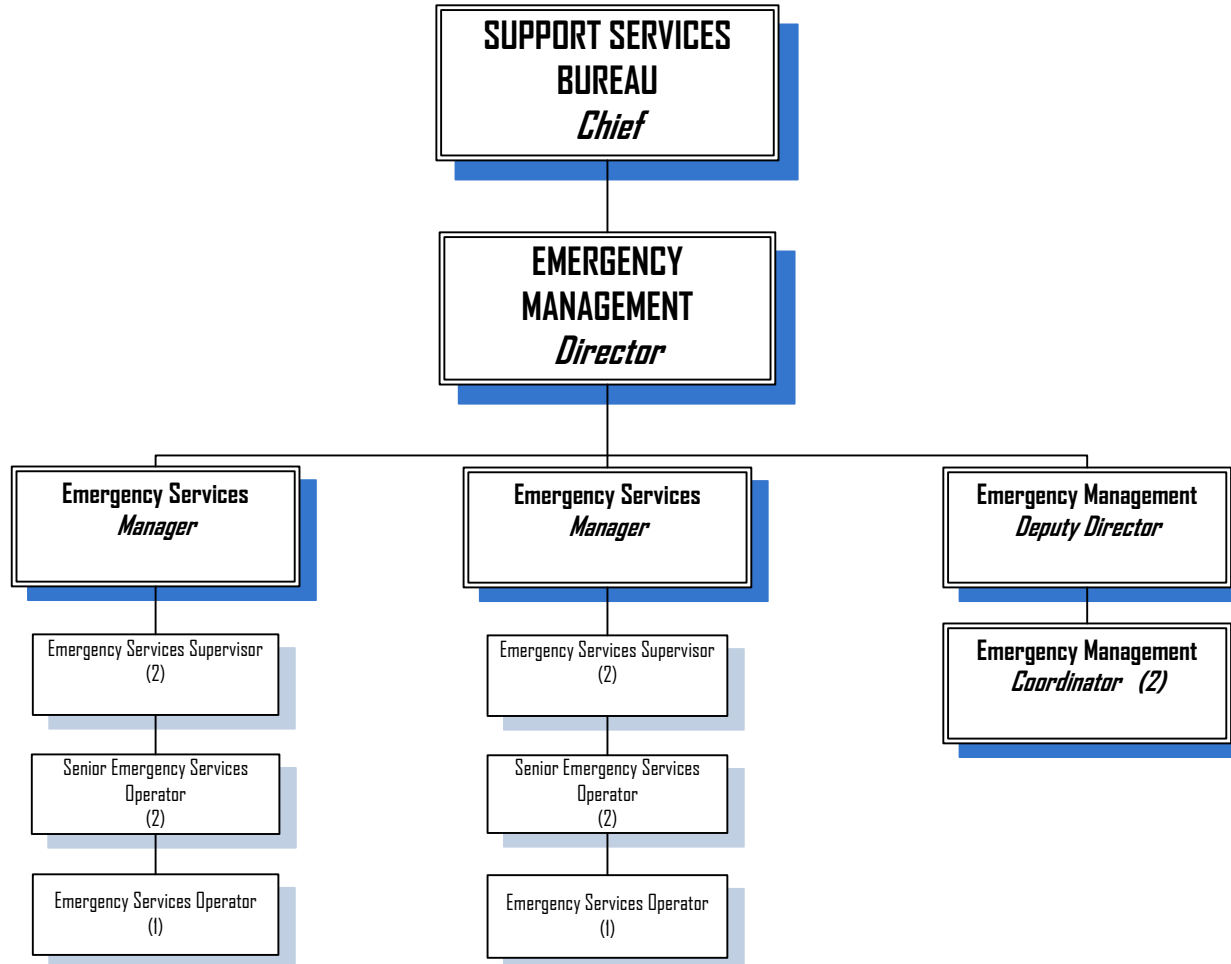 SUPPORT SERVICES
BUREAU
Chief
EMERGENCY
MANAGEMENT
Director
Emergency Services
Manager
Emergency Services
Manager
Emergency Management
Deputy Director
Emergency Services Supervisor
(2)
Emergency Services Supervisor
(2)
Emergency Management
Coordinator (2)
Senior Emergency Services
Operator
(2)
Senior Emergency Services
Operator
(2)
Emergency Services Operator
(1)
Emergency Services Operator
(1)